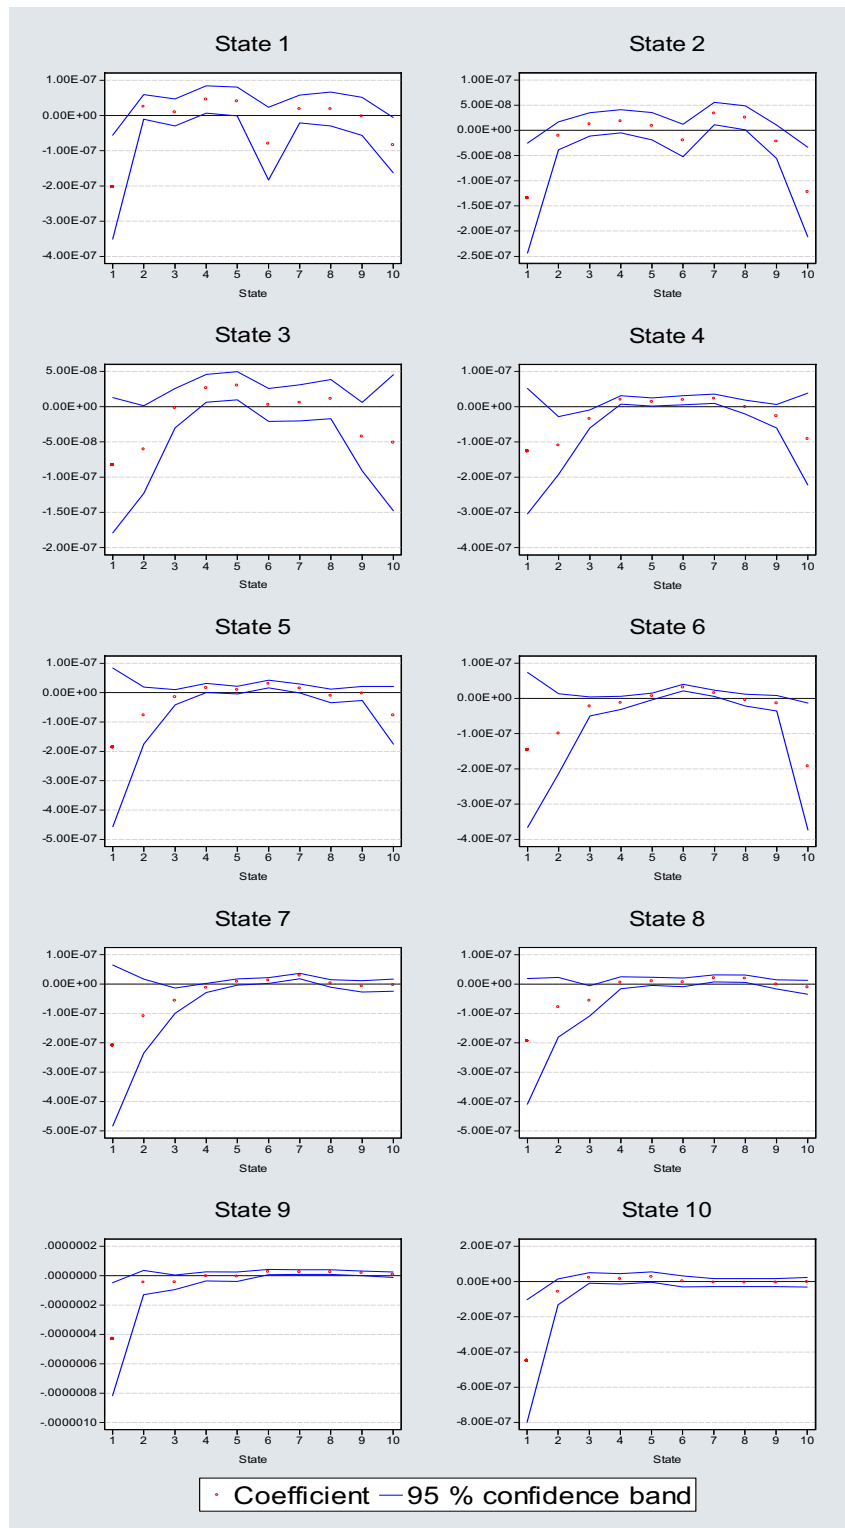 State 1
1.00E-07
0.00E+00
-1.00E-07
-2.00E-07
-3.00E-07
-4.00E-07
1 2 3 4 5 6 7 8 9 10
State
State 2
1.00E-07
5.00E-08
0.00E+00
-5.00E-08
-1.00E-07
-1.50E-07
-2.00E-07
-2.50E-07
1 2 3 4 5 6 7 8 9 10
State
State 3
5.00E-08
0.00E+00
-5.00E-08
-1.00E-07
-1.50E-07
-2.00E-07
1 2 3 4 5 6 7 8 9 10
State
State 4
1.00E-07
0.00E+00
-1.00E-07
-2.00E-07
-3.00E-07
-4.00E-07
1 2 3 4 5 6 7 8 9 10
State
State 5
1.00E-07
0.00E+00
-1.00E-07
-2.00E-07
-3.00E-07
-4.00E-07
-5.00E-07
1 2 3 4 5 6 7 8 9 10
State
State 6
1.00E-07
0.00E+00
-1.00E-07
-2.00E-07
-3.00E-07
-4.00E-07
1 2 3 4 5 6 7 8 9 10
State
State 7
1.00E-07
0.00E+00
-1.00E-07
-2.00E-07
-3.00E-07
-4.00E-07
-5.00E-07
1 2 3 4 5 6 7 8 9 10
State
State 8
1.00E-07
0.00E+00
-1.00E-07
-2.00E-07
-3.00E-07
-4.00E-07
-5.00E-07
1 2 3 4 5 6 7 8 9 10
State
State 9
.0000002
.0000000
-.0000002
-.0000004
-.0000006
-.0000008
-.0000010
1 2 3 4 5 6 7 8 9 10
State
State 10
2.00E-07
0.00E+00
-2.00E-07
-4.00E-07
-6.00E-07
-8.00E-07
1 2 3 4 5 6 7 8 9 10
State
Coefficient 95 % confidence band